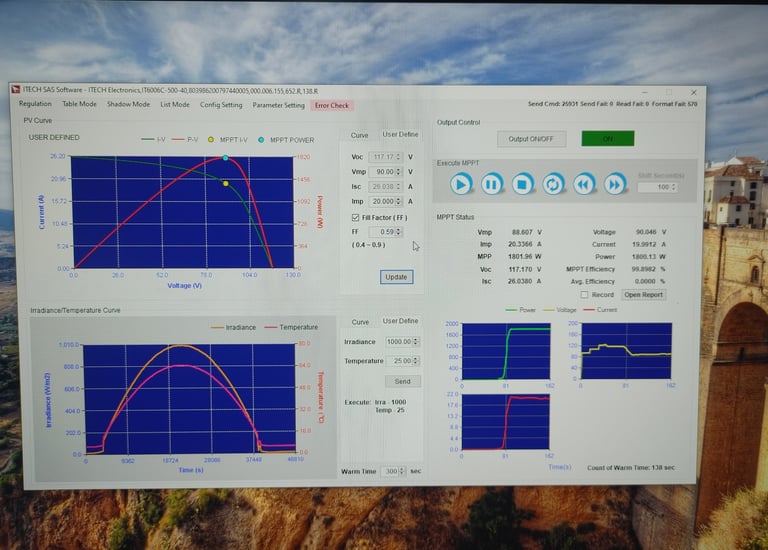 ITECH SAS Software - ITECH Electronics,IT6006C-500-40,803986200797440005,000.006.155,652.R,138.R
Regulation Table Mode Shadow Mode List Mode Config Setting Parameter Setting Error Check
Send Cmd: 25931 Send Fail: 0 Read Fail: 0 Format Fail: 570
PV Curve
USER DEFINED
I-V P-V MPPT I-V MPPT POWER
26.20
20.96
15.72
10.48
5.24
0.00
Current (A)
1820
1456
1092
728
364
0
Power (W)
0.00 26.0 52.0 78.0 104.0 130.0
Voltage (V)
Curve User Define
Voc 117.17 V
Vmp 90.00 V
Isc 26.038 A
Imp 20.000 A
Fill Factor ( FF )
FF 0.59
( 0.4 ~ 0.9 )
Update
Output Control
Output ON/OFF ON
Execute MPPT
Shift Second(s)
100
MPPT Status
Vmp 88.607 V Voltage 90.046 V
Imp 20.3366 A Current 19.9912 A
MPP 1801.96 W Power 1800.13 W
Voc 117.170 V MPPT Efficiency 99.8982 %
Isc 26.0380 A Avg. Efficiency 0.0000 %
Record Open Report
Power Voltage Current
2000
1600
1200
800
400
0
0 81 162
200
160
120
80
40
0
0 81 162
22.0
17.6
13.2
8.8
4.4
0.0
0 81 162
Time(s)
Count of Warm Time: 138 sec
Irradiance/Temperature Curve
Irradiance Temperature
1,010.0
808.0
606.0
404.0
202.0
0.0
Irradiance (W/m2)
80.0
64.0
48.0
32.0
16.0
0.0
Temperature (°C)
0 9362 18724 37448 46810
Time (s)
Curve User Define
Irradiance 1000.00
Temperature 25.00
Send
Execute: Irra - 1000
Temp - 25
Warm Time 300 sec